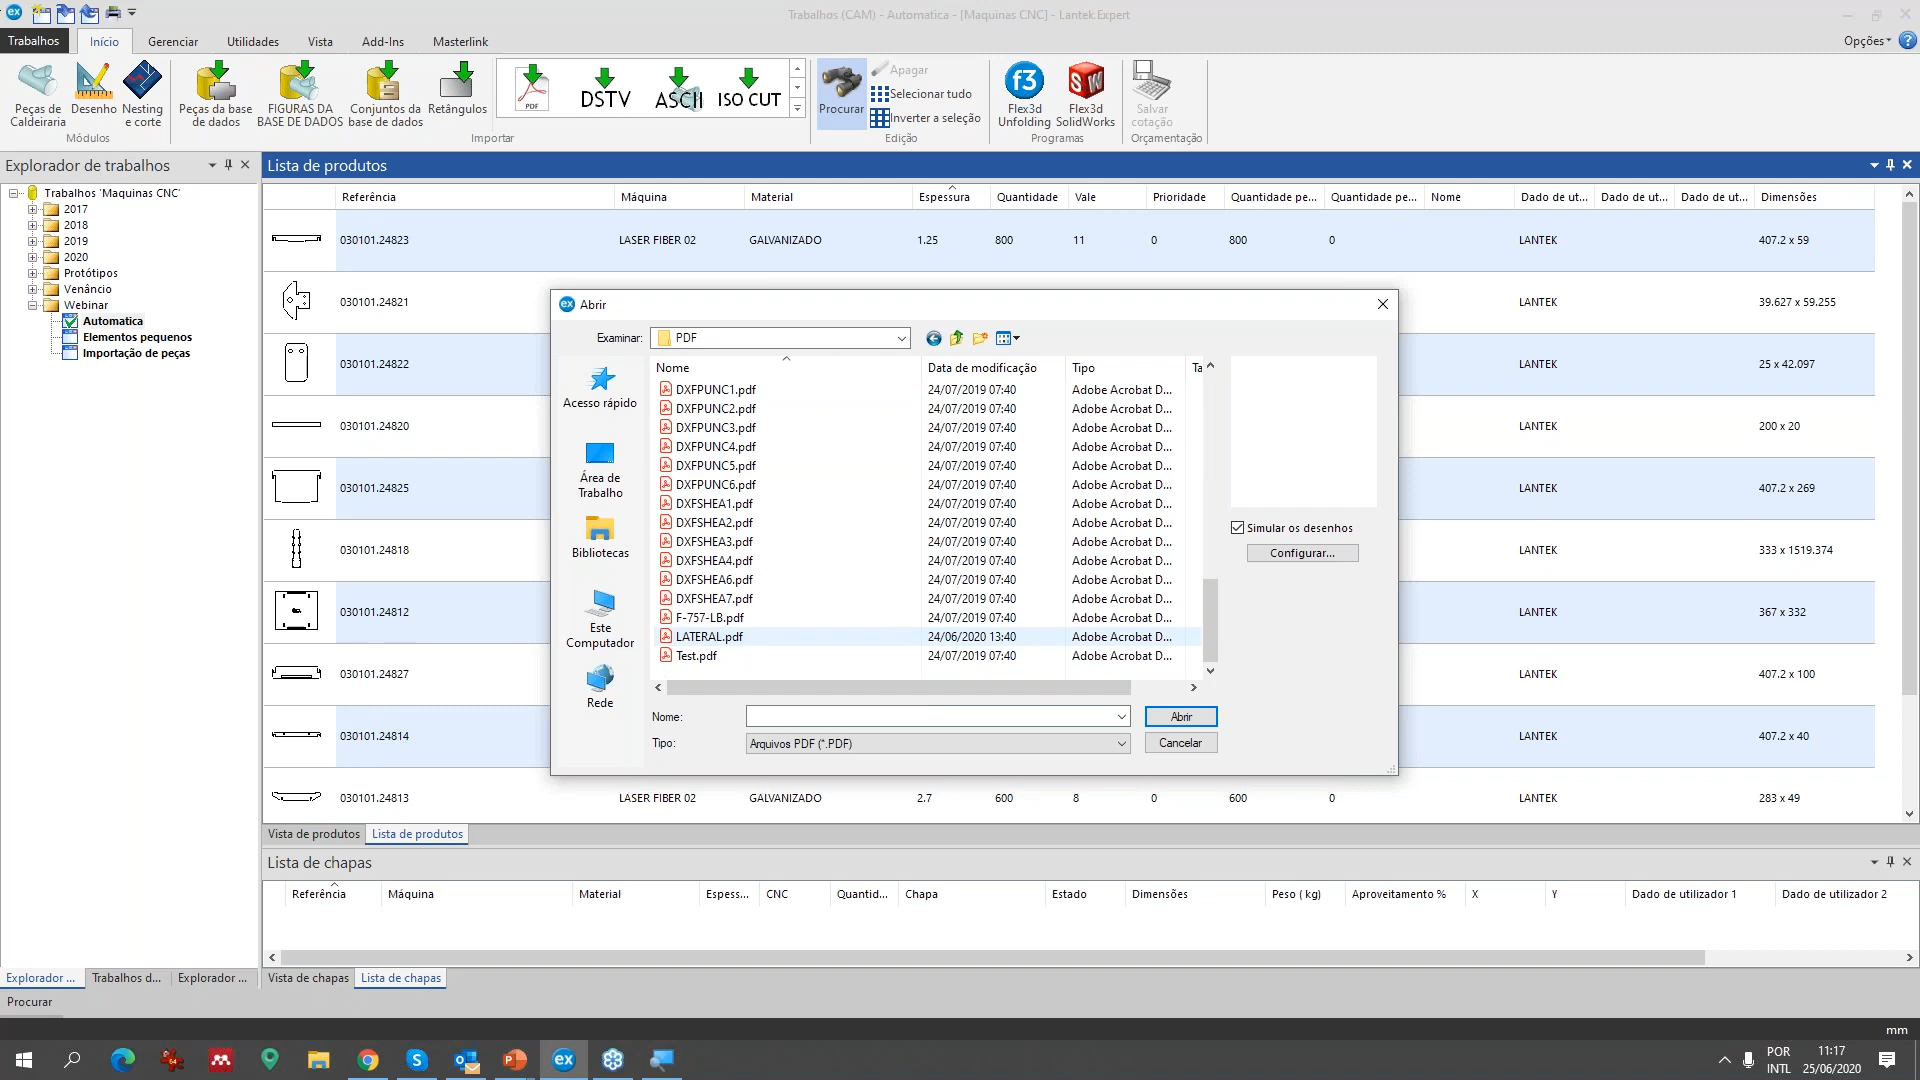 Trabalhos (CAM) - Automatica - [Maquinas CNC] - Lantek Expert
Trabalhos
Início
Gerenciar
Utilidades
Vista
Add-Ins
Masterlink
Opções
Peças de Caldeiraria
Desenho
Nesting e corte
Módulos
Peças da base de dados
FIGURAS DA BASE DE DADOS
Conjuntos da base de dados
Retângulos
PDF
DSTV
ASCII
ISO CUT
Importar
Procurar
Apagar
Selecionar tudo
Inverter a seleção
Edição
f3
Flex3d Unfolding
SW
Flex3d SolidWorks
Programas
Salvar cotação
Orçamentação
Explorador de trabalhos
Trabalhos 'Maquinas CNC'
2017
2018
2019
2020
Protótipos
Venâncio
Webinar
Automatica
Elementos pequenos
Importação de peças
Lista de produtos
Referência Máquina Material Espessura Quantidade Vale Prioridade Quantidade pe... Quantidade pe... Nome Dado de ut... Dado de ut... Dado de ut... Dimensões
030101.24823 LASER FIBER 02 GALVANIZADO 1.25 800 11 0 800 0 LANTEK 407.2 x 59
030101.24821 LANTEK 39.627 x 59.255
030101.24822 LANTEK 25 x 42.097
030101.24820 LANTEK 200 x 20
030101.24825 LANTEK 407.2 x 269
030101.24818 LANTEK 333 x 1519.374
030101.24812 LANTEK 367 x 332
030101.24827 LANTEK 407.2 x 100
030101.24814 LANTEK 407.2 x 40
030101.24813 LASER FIBER 02 GALVANIZADO 2.7 600 8 0 600 0 LANTEK 283 x 49
ex Abrir
Examinar: PDF
Acesso rápido
Área de Trabalho
Bibliotecas
Este Computador
Rede
Nome Data de modificação Tipo Ta
DXFPUNC1.pdf 24/07/2019 07:40 Adobe Acrobat D...
DXFPUNC2.pdf 24/07/2019 07:40 Adobe Acrobat D...
DXFPUNC3.pdf 24/07/2019 07:40 Adobe Acrobat D...
DXFPUNC4.pdf 24/07/2019 07:40 Adobe Acrobat D...
DXFPUNC5.pdf 24/07/2019 07:40 Adobe Acrobat D...
DXFPUNC6.pdf 24/07/2019 07:40 Adobe Acrobat D...
DXFSHEA1.pdf 24/07/2019 07:40 Adobe Acrobat D...
DXFSHEA2.pdf 24/07/2019 07:40 Adobe Acrobat D...
DXFSHEA3.pdf 24/07/2019 07:40 Adobe Acrobat D...
DXFSHEA4.pdf 24/07/2019 07:40 Adobe Acrobat D...
DXFSHEA6.pdf 24/07/2019 07:40 Adobe Acrobat D...
DXFSHEA7.pdf 24/07/2019 07:40 Adobe Acrobat D...
F-757-LB.pdf 24/07/2019 07:40 Adobe Acrobat D...
LATERAL.pdf 24/06/2020 13:40 Adobe Acrobat D...
Test.pdf 24/07/2019 07:40 Adobe Acrobat D...
Simular os desenhos
Configurar...
Nome:
Abrir
Tipo: Arquivos PDF (*.PDF)
Cancelar
Vista de produtos
Lista de produtos
Lista de chapas
Referência Máquina Material Espess... CNC Quantid... Chapa Estado Dimensões Peso ( kg) Aproveitamento % X Y Dado de utilizador 1 Dado de utilizador 2
Explorador ...
Trabalhos d...
Explorador ...
Vista de chapas
Lista de chapas
Procurar
mm
ex
POR
INTL
11:17
25/06/2020